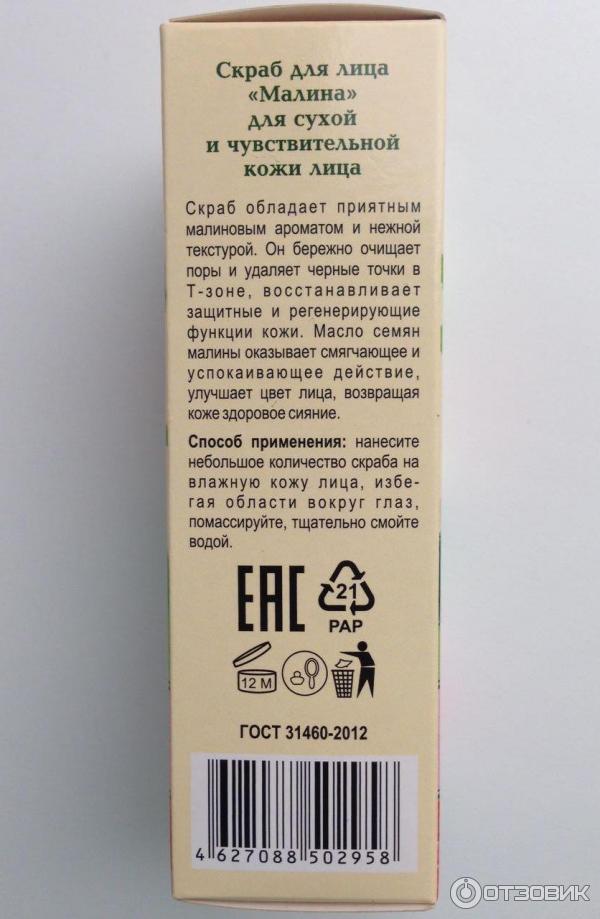 Скраб для лица
«Малина»
для сухой
и чувствительной
кожи лица
Скраб обладает приятным
малиновым ароматом и нежной
текстурой. Он бережно очищает
поры и удаляет черные точки в
Т-зоне, восстанавливает
защитные и регенерирующие
функции кожи. Масло семян
малины оказывает смягчающее и
успокаивающее действие,
улучшает цвет лица, возвращая
коже здоровое сияние.
Способ применения: нанесите
небольшое количество скраба на
влажную кожу лица, избе-
гая области вокруг глаз,
помассируйте, тщательно смойте
водой.
EAC
21
PAP
12 М
ГОСТ 31460-2012
4 627088 502958
ОТЗОВИК